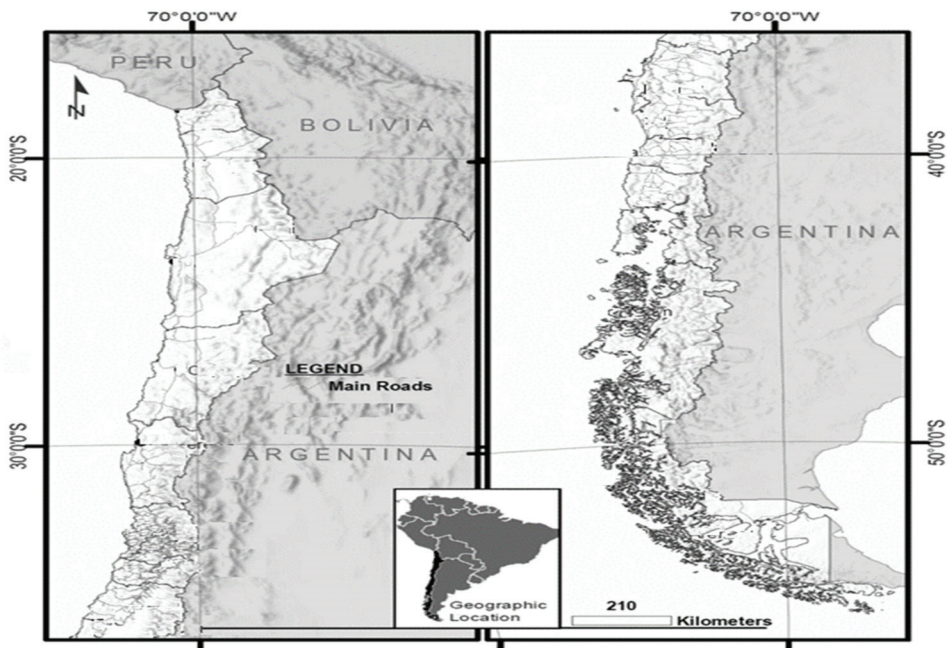 70°0'0"W
70°0'0"W
PERU
N
BOLIVIA
20°0'0"S
40°0'0"S
ARGENTINA
LEGEND
Main Roads
30°0'0"S
ARGENTINA
50°0'0"S
Geographic
Location
210
Kilometers